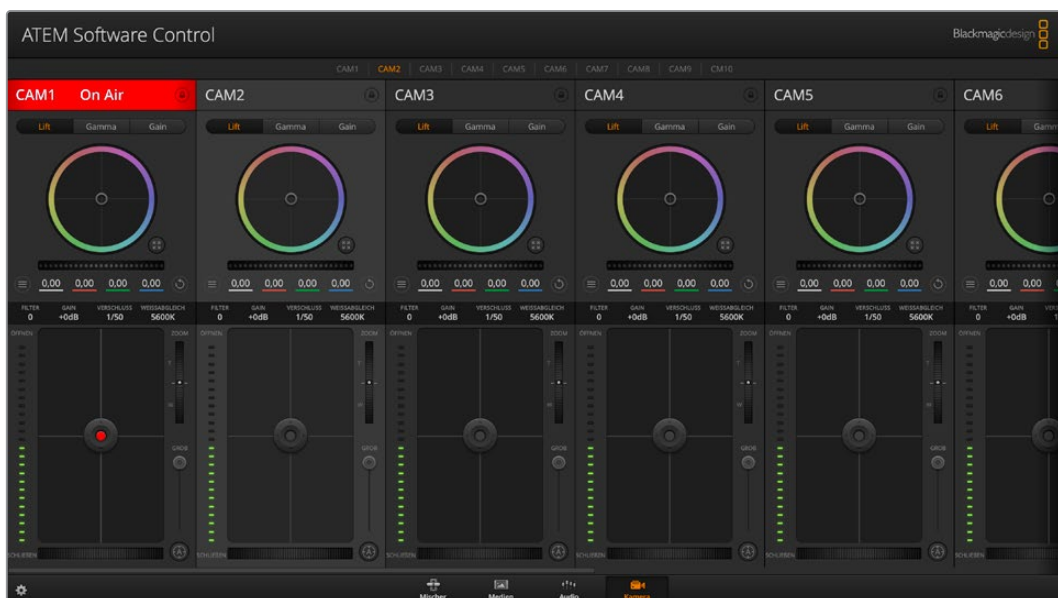 ATEM Software Control
Blackmagicdesign
CAM1 CAM2 CAM3 CAM4 CAM5 CAM6 CAM7 CAM8 CAM9 CM10
CAM1 On Air CAM2 CAM3 CAM4 CAM5 CAM6
Lift Gamma Gain Lift Gamma Gain Lift Gamma Gain Lift Gamma Gain Lift Gamma Gain Lift Gamm
0,00 0,00 0,00 0,00 0,00 0,00 0,00 0,00 0,00 0,00 0,00 0,00 0,00 0,00 0,00 0,00 0,00 0,00 0,00 0,00 0,00 0,00 0,0
FILTER GAIN VERSCHLUSS WEISSABGLEICH FILTER GAIN VERSCHLUSS WEISSABGLEICH FILTER GAIN VERSCHLUSS WEISSABGLEICH FILTER GAIN VERSCHLUSS WEISSABGLEICH FILTER GAIN VERSCHLUSS WEISSABGLEICH FILTER GAIN
0 +0dB 1/50 5600K 0 +0dB 1/50 5600K 0 +0dB 1/50 5600K 0 +0dB 1/50 5600K 0 +0dB 1/50 5600K 0 +0dB 1
ÖFFNEN ZOOM ÖFFNEN ZOOM ÖFFNEN ZOOM ÖFFNEN ZOOM ÖFFNEN ZOOM ÖFFNEN
T T T T T
W W W W W
GROB GROB GROB GROB GROB
SCHLIEßEN SCHLIEßEN SCHLIEßEN SCHLIEßEN SCHLIEßEN SCHLIEßEN
Mischer Medien Audio Kamera